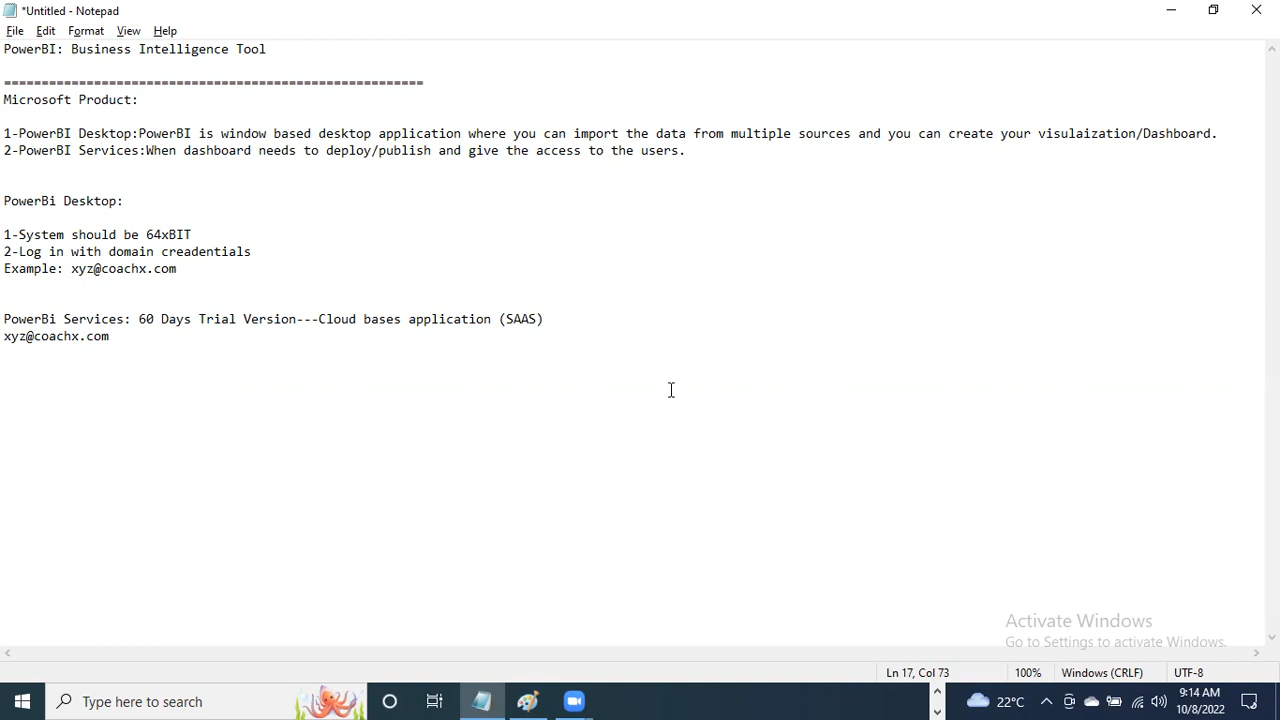 *Untitled - Notepad
File Edit Format View Help
PowerBI: Business Intelligence Tool
========================================================
Microsoft Product:
1-PowerBI Desktop:PowerBI is window based desktop application where you can import the data from multiple sources and you can create your visulaization/Dashboard.
2-PowerBI Services:When dashboard needs to deploy/publish and give the access to the users.
PowerBi Desktop:
1-System should be 64xBIT
2-Log in with domain creadentials
Example: xyz@coachx.com
PowerBi Services: 60 Days Trial Version---Cloud bases application (SAAS)
xyz@coachx.com
Activate Windows
Go to Settings to activate Windows.
Ln 17, Col 73 100% Windows (CRLF) UTF-8
Type here to search 22°C 9:14 AM
10/8/2022